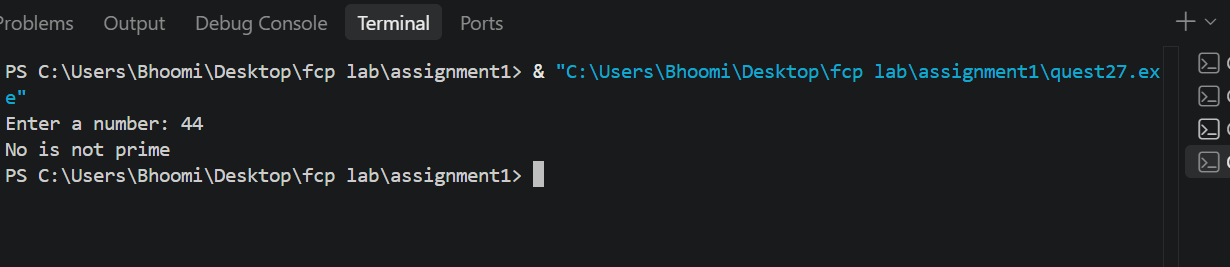 Problems Output Debug Console Terminal Ports
PS C:\Users\Bhoomi\Desktop\fcp lab\assignment1> & "C:\Users\Bhoomi\Desktop\fcp lab\assignment1\quest27.ex
e"
Enter a number: 44
No is not prime
PS C:\Users\Bhoomi\Desktop\fcp lab\assignment1>